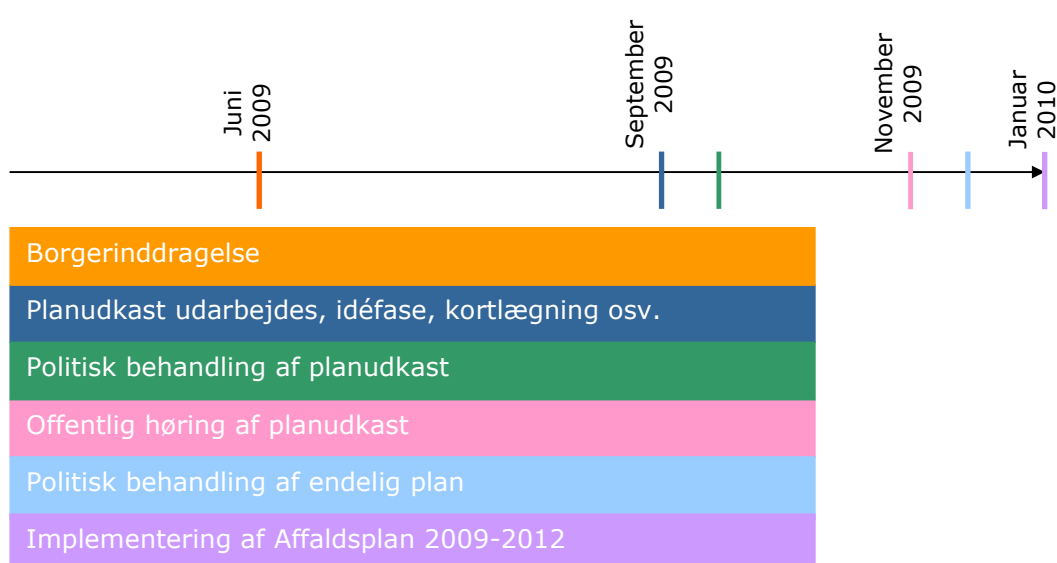 Juni
2009
September
2009
November
2009
Januar
2010
Borgerinddragelse
Planudkast udarbejdes, idéfase, kortlægning osv.
Politisk behandling af planudkast
Offentlig høring af planudkast
Politisk behandling af endelig plan
Implementering af Affaldsplan 2009-2012